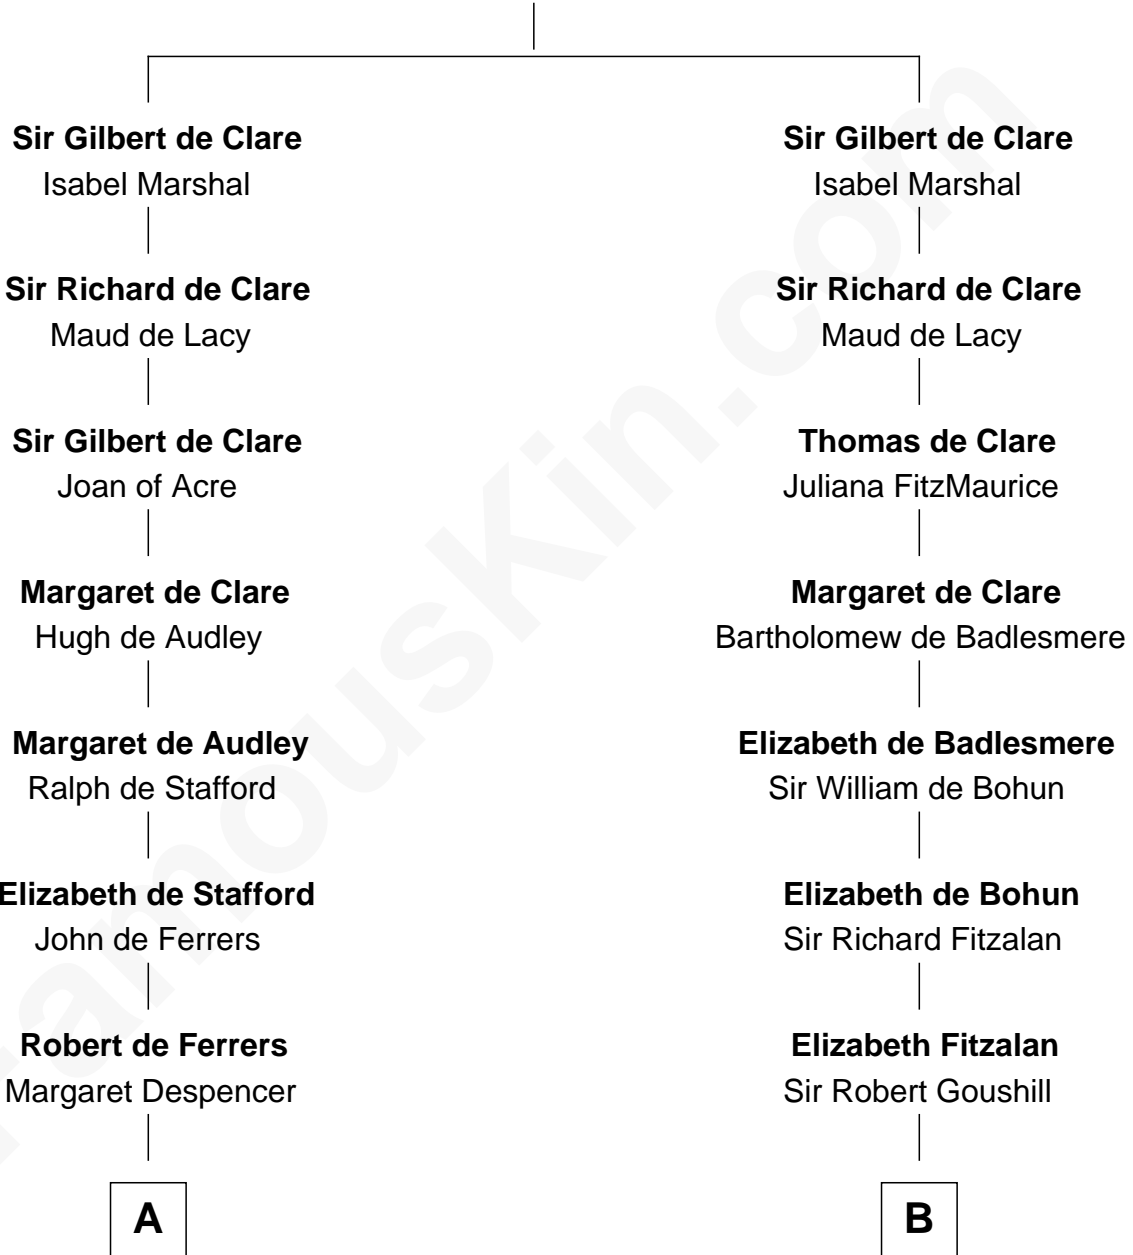 Sir Gilbert de Clare
Isabel Marshal
Sir Richard de Clare
Maud de Lacy
Sir Gilbert de Clare
Joan of Acre
Margaret de Clare
Hugh de Audley
Margaret de Audley
Ralph de Stafford
Elizabeth de Stafford
John de Ferrers
Robert de Ferrers
Margaret Despencer
A
Sir Gilbert de Clare
Isabel Marshal
Sir Richard de Clare
Maud de Lacy
Thomas de Clare
Juliana FitzMaurice
Margaret de Clare
Bartholomew de Badlesmere
Elizabeth de Badlesmere
Sir William de Bohun
Elizabeth de Bohun
Sir Richard Fitzalan
Elizabeth Fitzalan
Sir Robert Goushill
B
FamousKin.com